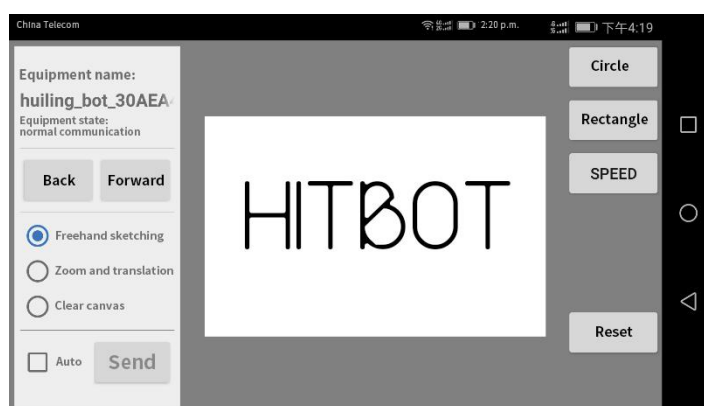 China Telecom
2:20 p.m.
下午4:19
Equipment name:
huiling_bot_30AEA
Equipment state:
normal communication
Back
Forward
Freehand sketching
Zoom and translation
Clear canvas
Auto
Send
HITBOT
Circle
Rectangle
SPEED
Reset